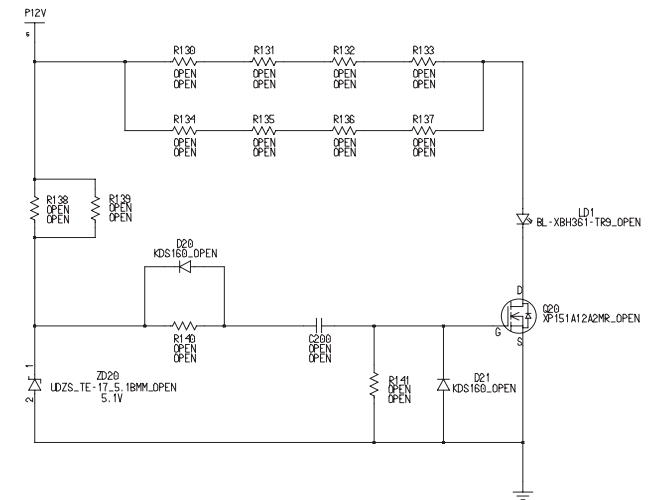 P12V
5
R130
OPEN
OPEN
R131
OPEN
OPEN
R132
OPEN
OPEN
R133
OPEN
OPEN
R134
OPEN
OPEN
R135
OPEN
OPEN
R136
OPEN
OPEN
R137
OPEN
OPEN
R138
OPEN
OPEN
R139
OPEN
OPEN
LD1
BL-XBH361-TR9_OPEN
D20
KDS160_OPEN
D
Q20
XP151A12A2MR_OPEN
G
S
R140
OPEN
OPEN
C200
OPEN
OPEN
1
ZD20
UDZS_TE-17_5.1BMM_OPEN
5.1V
2
R141
OPEN
OPEN
D21
KDS160_OPEN